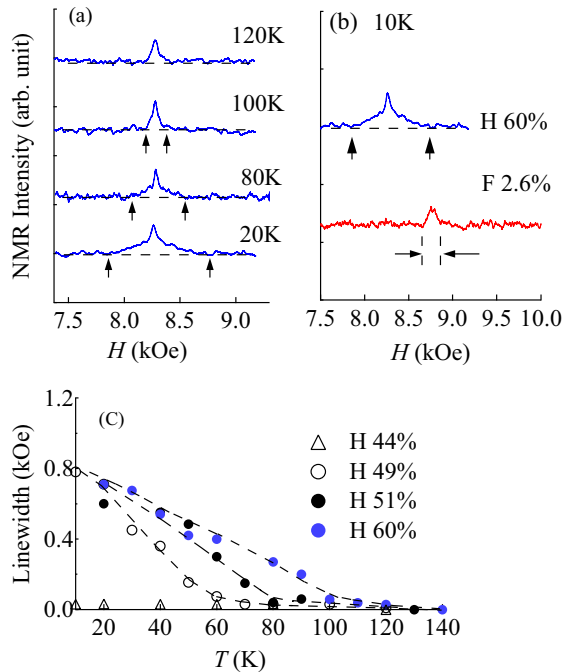 (a)
120K
100K
80K
20K
NMR Intensity (arb. unit)
7.5 8.0 8.5 9.0
H (kOe)
(b) 10K
H 60%
F 2.6%
7.5 8.0 8.5 9.0 9.5 10.0
H (kOe)
(C)
H 44%
H 49%
H 51%
H 60%
Linewidth (kOe)
1.2
0.8
0.4
0.0
20 40 60 80 100 120 140
T (K)